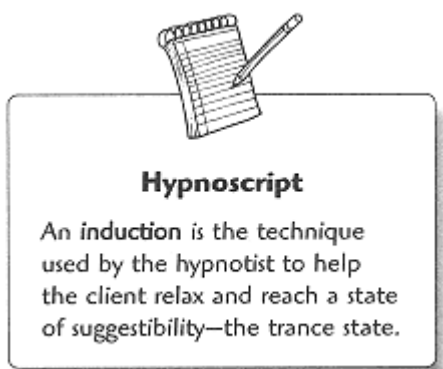 Hypnoscript
An induction is the technique
used by the hypnotist to help
the client relax and reach a state
of suggestibility—the trance state.